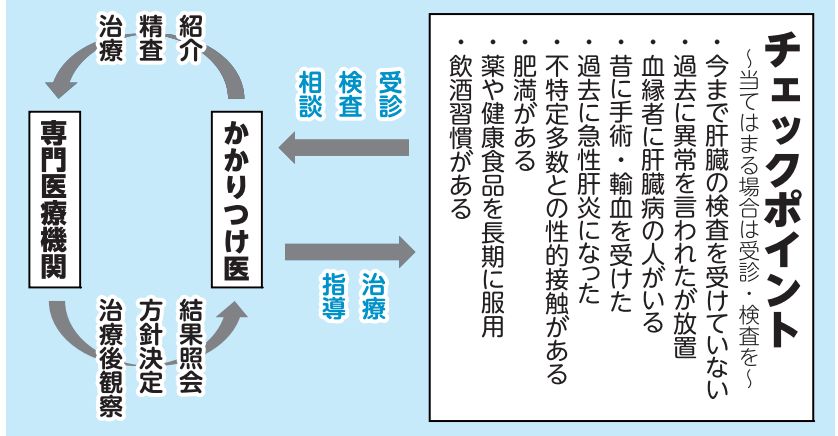 チェックポイント
～当てはまる場合は受診・検査を～
・今まで肝臓の検査を受けていない
・過去に異常を言われたが放置
・血縁者に肝臓病の人がいる
・昔に手術・輸血を受けた
・過去に急性肝炎になった
・不特定多数との性的接触がある
・肥満がある
・薬や健康食品を長期に服用
・飲酒習慣がある
受診
検査
相談
治療
指導
かかりつけ医
紹介
精査
治療
専門医療機関
結果照会
方針決定
治療後観察